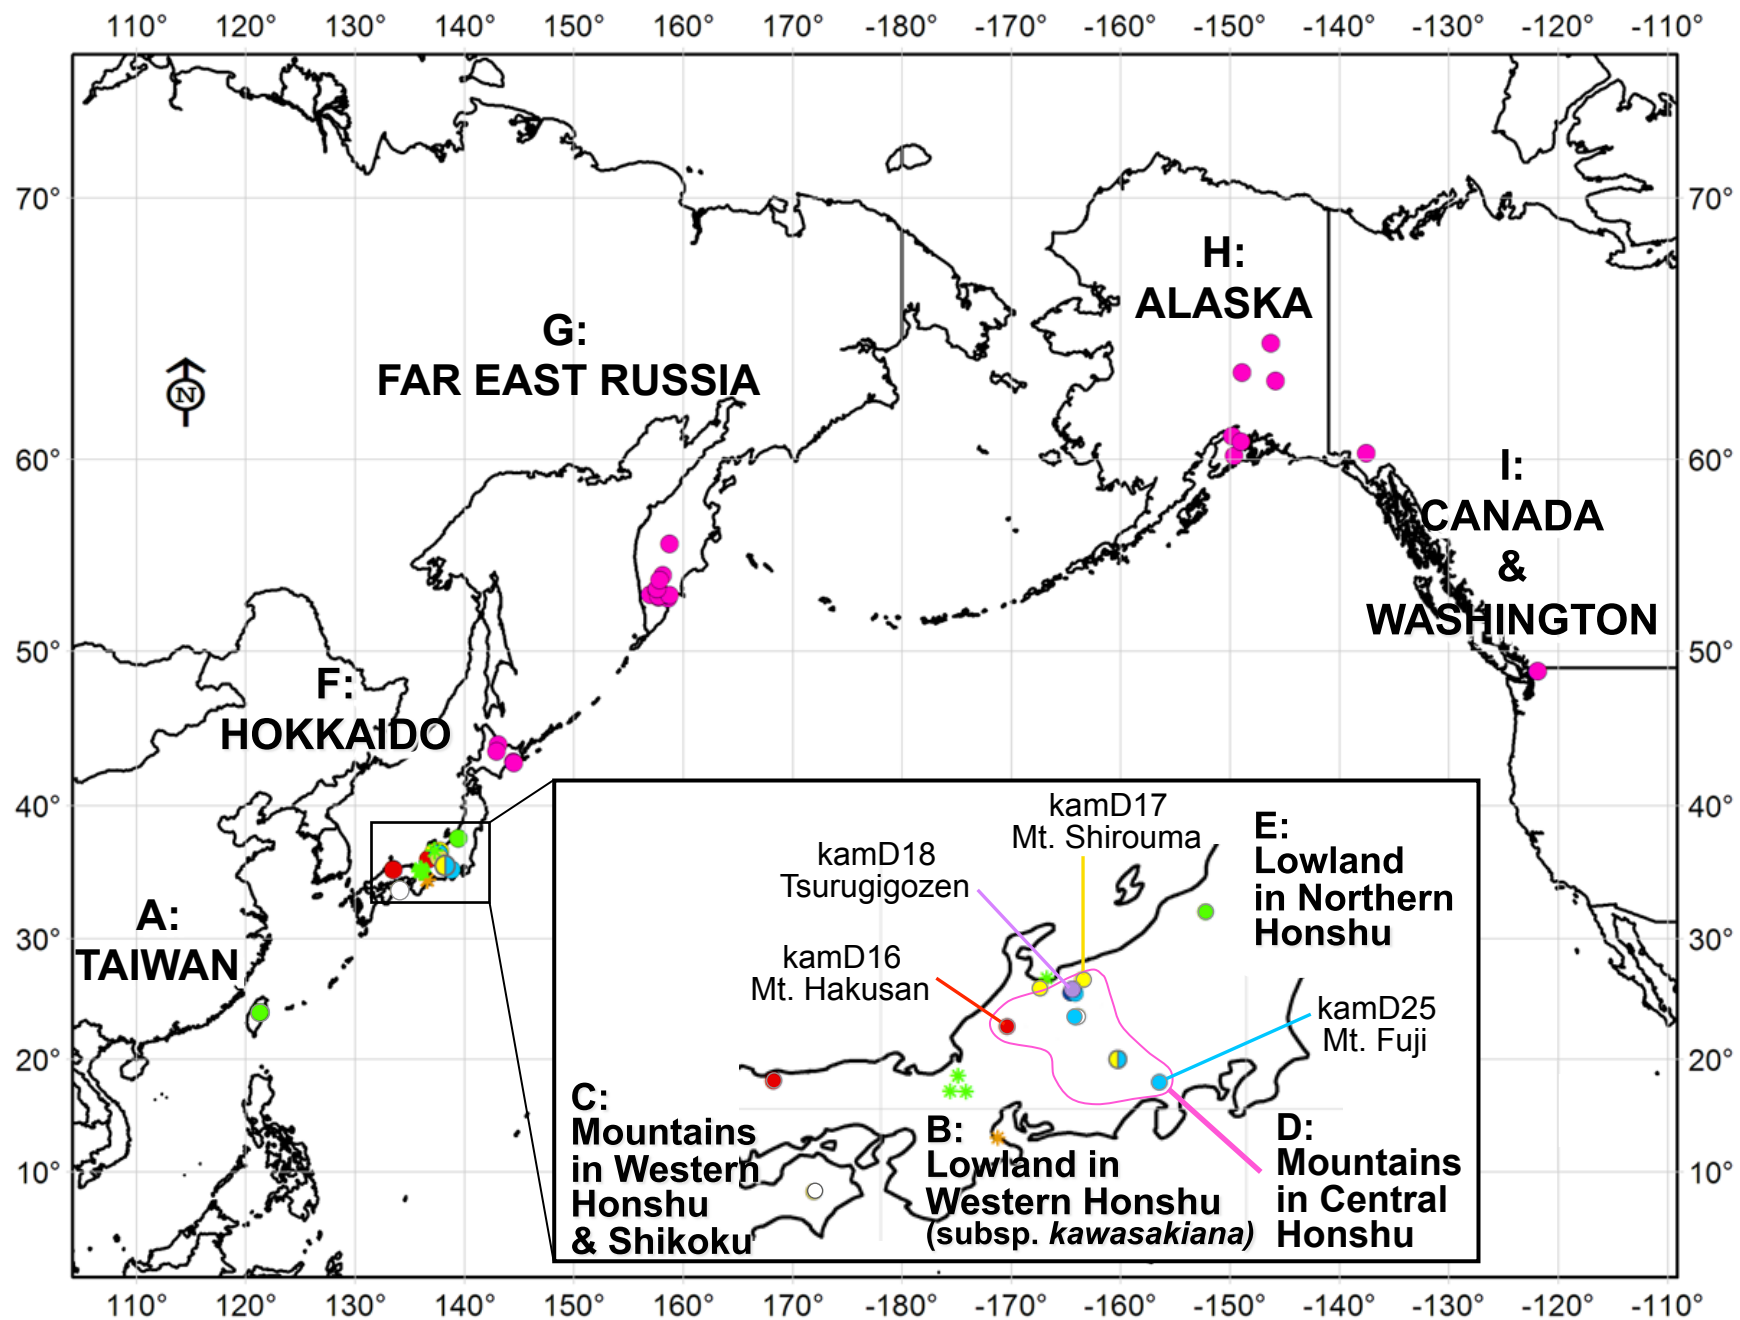 110° 120° 130° 140° 150° 160° 170° -180° -170° -160° -150° -140° -130° -120° -110°
70° 70°
H:
ALASKA
G:
FAR EAST RUSSIA
N
60° 60°
I:
CANADA
&
WASHINGTON
50° 50°
F:
HOKKAIDO
40° 40°
kamD17
Mt. Shirouma
kamD18
Tsurugigozen
E:
Lowland
in Northern
Honshu
A:
TAIWAN
30° 30°
kamD16
Mt. Hakusan
kamD25
Mt. Fuji
20° 20°
C:
Mountains
in Western
Honshu
& Shikoku
B:
Lowland in
Western Honshu
(subsp. kawasakiana)
D:
Mountains
in Central
Honshu
10° 10°
110° 120° 130° 140° 150° 160° 170° -180° -170° -160° -150° -140° -130° -120° -110°